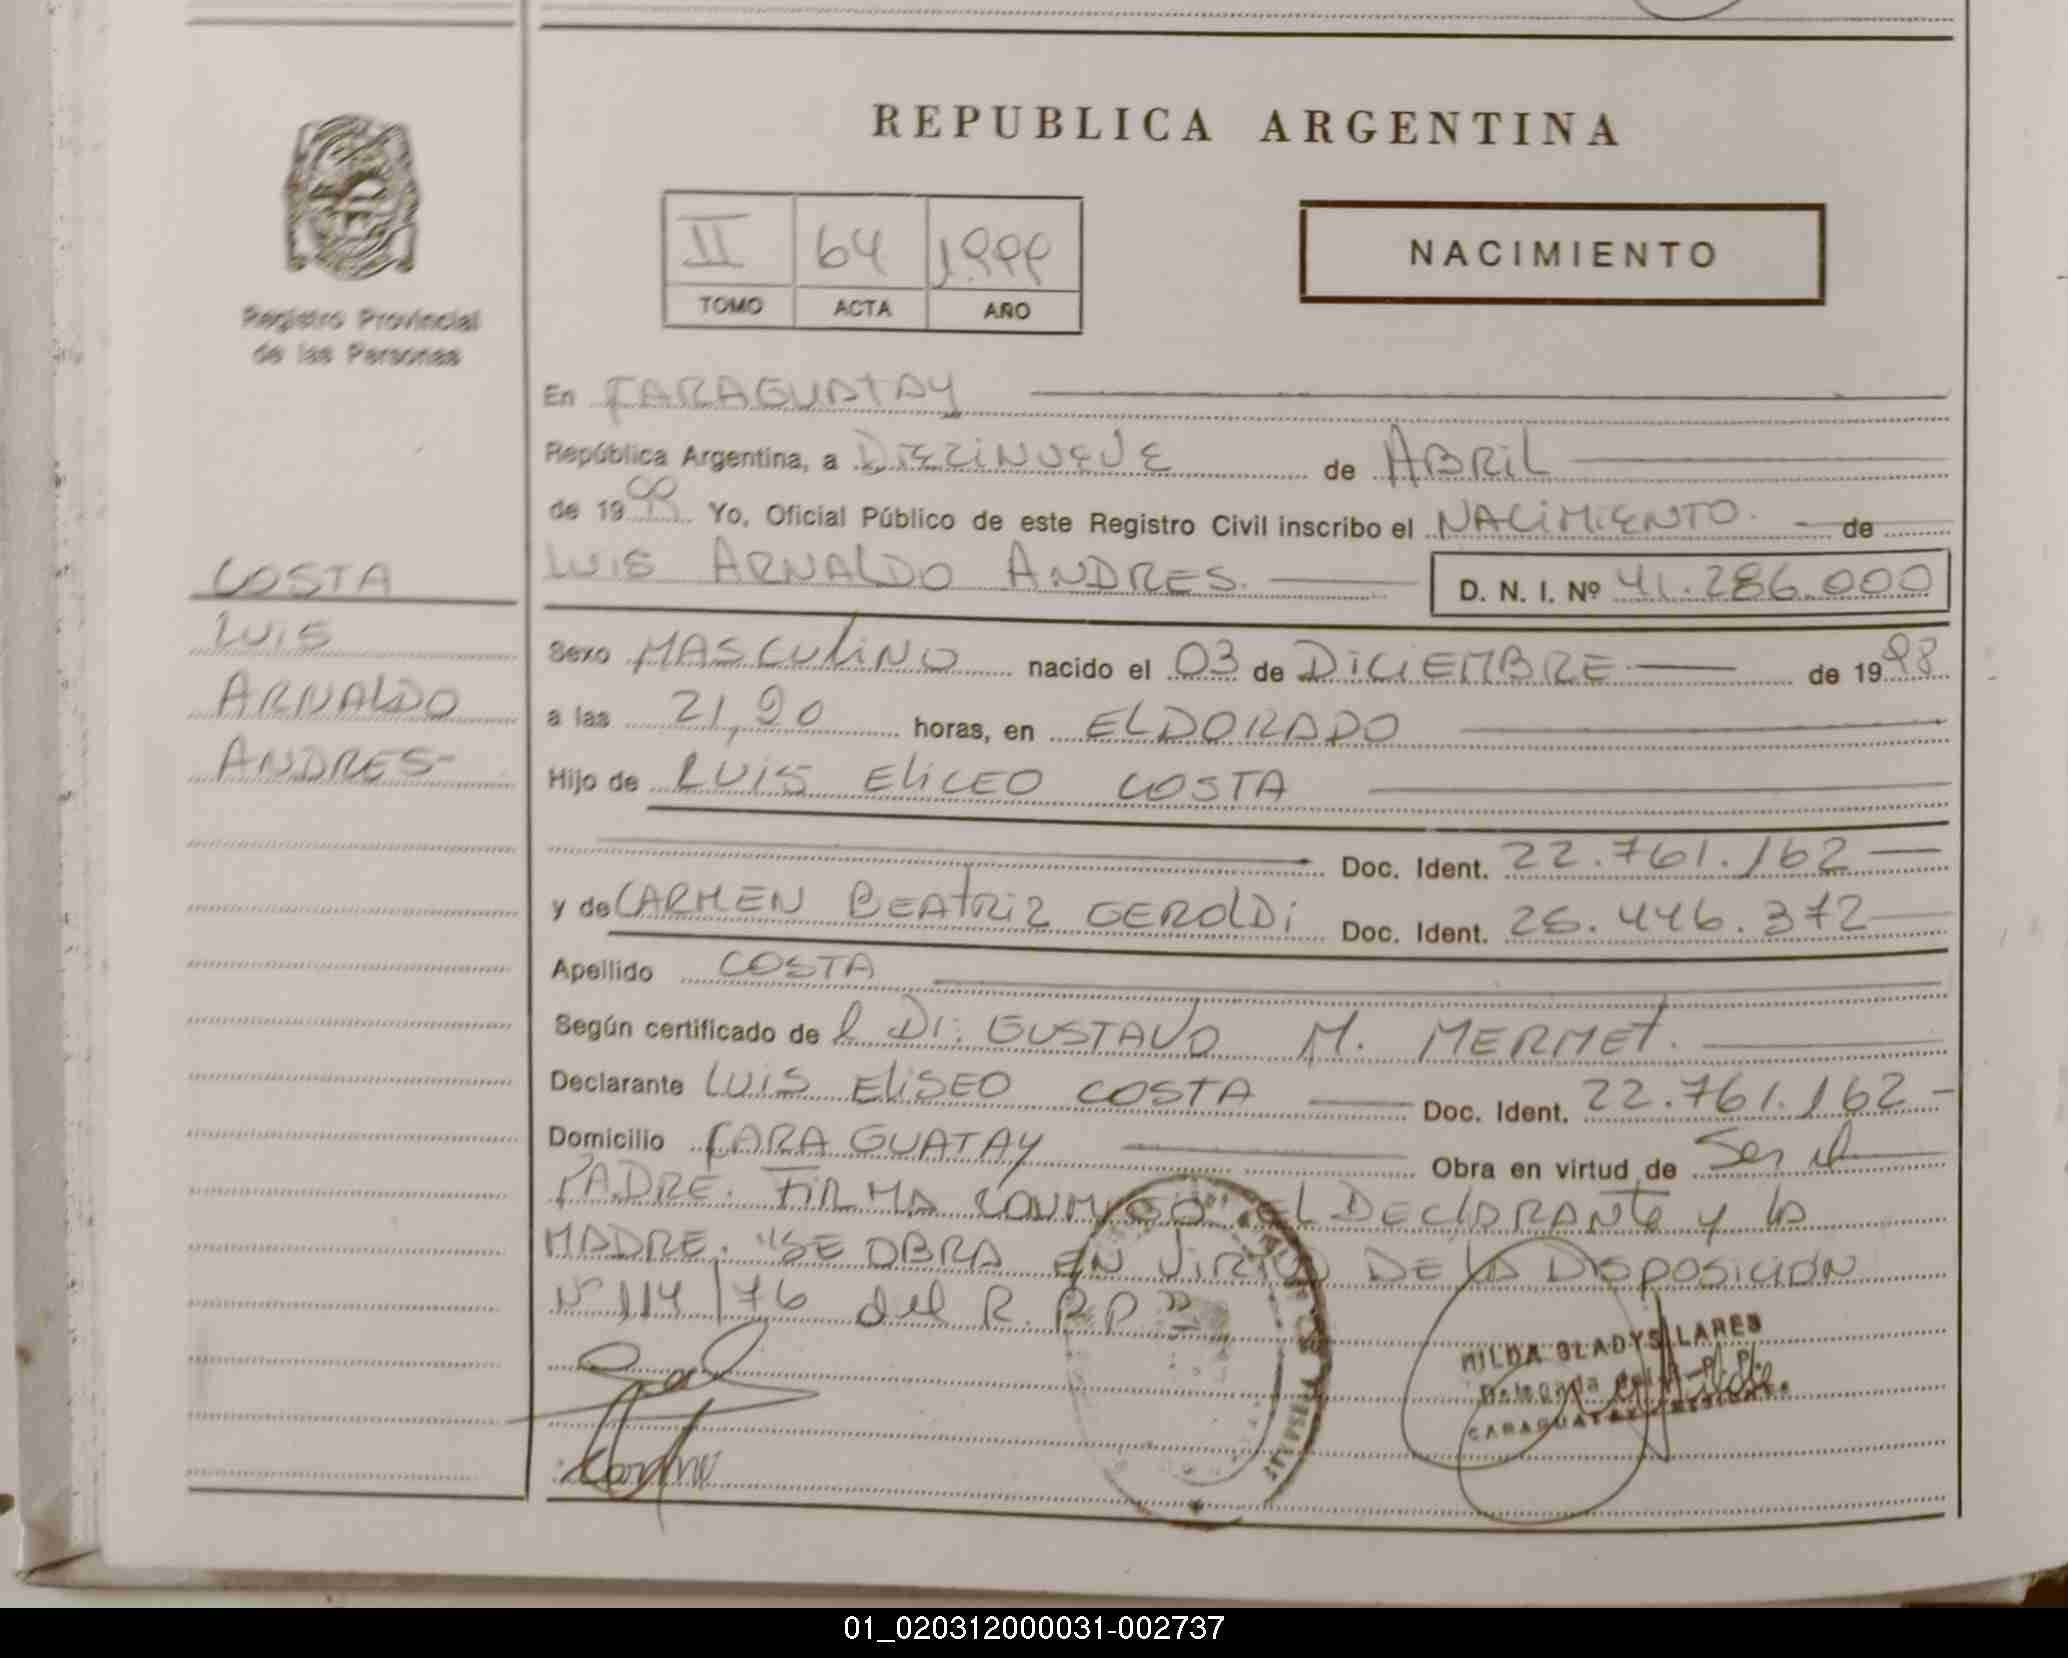 REPUBLICA ARGENTINA
II 64 1999
TOMO ACTA AÑO
NACIMIENTO
Registro Provincial
de las Personas
En CARAGUATAY
República Argentina, a DIECINUEVE de ABRIL
de 1999 Yo, Oficial Público de este Registro Civil inscribo el NACIMIENTO. de
LUIS ARNALDO ANDRES. D. N. I. Nº 41.286.000
COSTA
LUIS
ARNALDO
ANDRES-
Sexo MASCULINO nacido el 03 de DICIEMBRE de 1998
a las 21,20 horas, en ELDORADO
Hijo de LUIS ELICEO COSTA
Doc. Ident. 22.761.162
y de CARMEN BEATRIZ GEROLDI Doc. Ident. 25.446.372
Apellido COSTA
Según certificado de l Dr: GUSTAVO M. MERMET.
Declarante LUIS ELISEO COSTA Doc. Ident. 22.761.162-
Domicilio CARAGUATAY Obra en virtud de Ser el
PADRE. FIRMA CONMIGO EL DECLARANTE y la
MADRE. "SE OBRA EN VIRTUD DE LA DISPOSICION
Nº 114/76 del R.P.P"
HILDA GLADYS LARES
Delegada del R.P.P.
CARAGUATAY - MISIONES
01_020312000031-002737